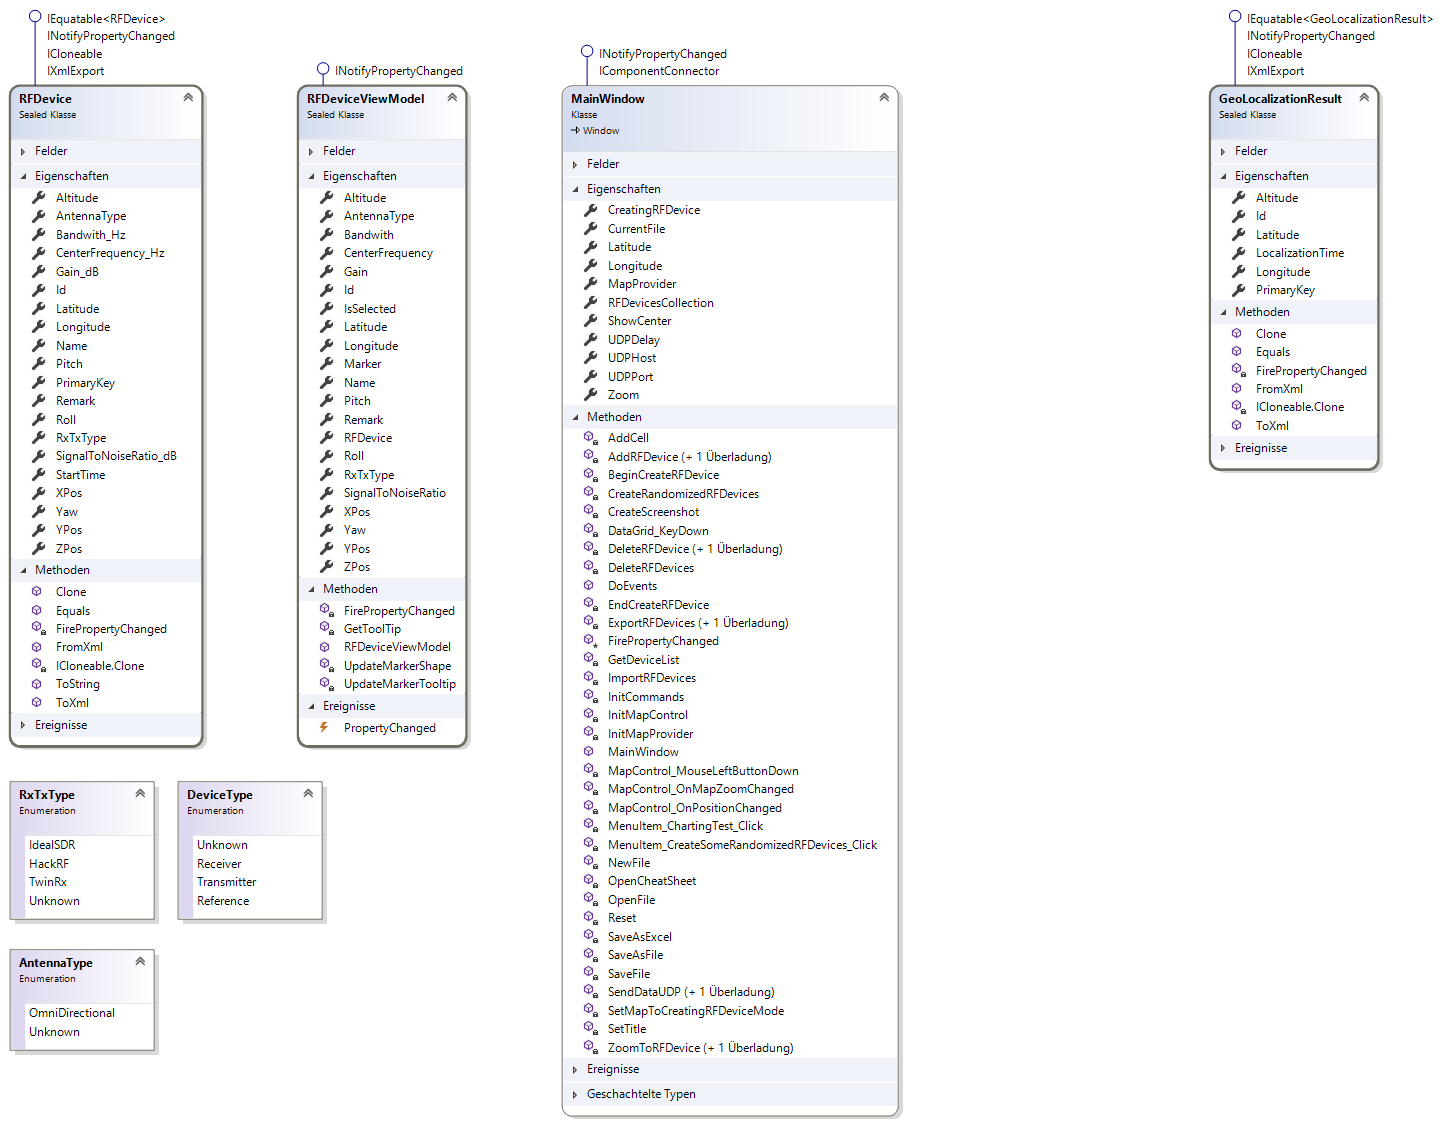 IEquatable<RFDevice>
INotifyPropertyChanged
ICloneable
IXmlExport
RFDevice
Sealed Klasse
Felder
Eigenschaften
Altitude
AntennaType
Bandwith_Hz
CenterFrequency_Hz
Gain_dB
Id
Latitude
Longitude
Name
Pitch
PrimaryKey
Remark
Roll
RxTxType
SignalToNoiseRatio_dB
StartTime
XPos
Yaw
YPos
ZPos
Methoden
Clone
Equals
FirePropertyChanged
FromXml
ICloneable.Clone
ToString
ToXml
Ereignisse
INotifyPropertyChanged
RFDeviceViewModel
Sealed Klasse
Felder
Eigenschaften
Altitude
AntennaType
Bandwith
CenterFrequency
Gain
Id
IsSelected
Latitude
Longitude
Marker
Name
Pitch
Remark
RFDevice
Roll
RxTxType
SignalToNoiseRatio
XPos
Yaw
YPos
ZPos
Methoden
FirePropertyChanged
GetToolTip
RFDeviceViewModel
UpdateMarkerShape
UpdateMarkerTooltip
Ereignisse
PropertyChanged
INotifyPropertyChanged
IComponentConnector
MainWindow
Klasse
Window
Felder
Eigenschaften
CreatingRFDevice
CurrentFile
Latitude
Longitude
MapProvider
RFDevicesCollection
ShowCenter
UDPDelay
UDPHost
UDPPort
Zoom
Methoden
AddCell
AddRFDevice (+ 1 Überladung)
BeginCreateRFDevice
CreateRandomizedRFDevices
CreateScreenshot
DataGrid_KeyDown
DeleteRFDevice (+ 1 Überladung)
DeleteRFDevices
DoEvents
EndCreateRFDevice
ExportRFDevices (+ 1 Überladung)
FirePropertyChanged
GetDeviceList
ImportRFDevices
InitCommands
InitMapControl
InitMapProvider
MainWindow
MapControl_MouseLeftButtonDown
MapControl_OnMapZoomChanged
MapControl_OnPositionChanged
MenuItem_ChartingTest_Click
MenuItem_CreateSomeRandomizedRFDevices_Click
NewFile
OpenCheatSheet
OpenFile
Reset
SaveAsExcel
SaveAsFile
SaveFile
SendDataUDP (+ 1 Überladung)
SetMapToCreatingRFDeviceMode
SetTitle
ZoomToRFDevice (+ 1 Überladung)
Ereignisse
Geschachtelte Typen
IEquatable<GeoLocalizationResult>
INotifyPropertyChanged
ICloneable
IXmlExport
GeoLocalizationResult
Sealed Klasse
Felder
Eigenschaften
Altitude
Id
Latitude
LocalizationTime
Longitude
PrimaryKey
Methoden
Clone
Equals
FirePropertyChanged
FromXml
ICloneable.Clone
ToXml
Ereignisse
RxTxType
Enumeration
IdealSDR
HackRF
TwinRx
Unknown
DeviceType
Enumeration
Unknown
Receiver
Transmitter
Reference
AntennaType
Enumeration
OmniDirectional
Unknown